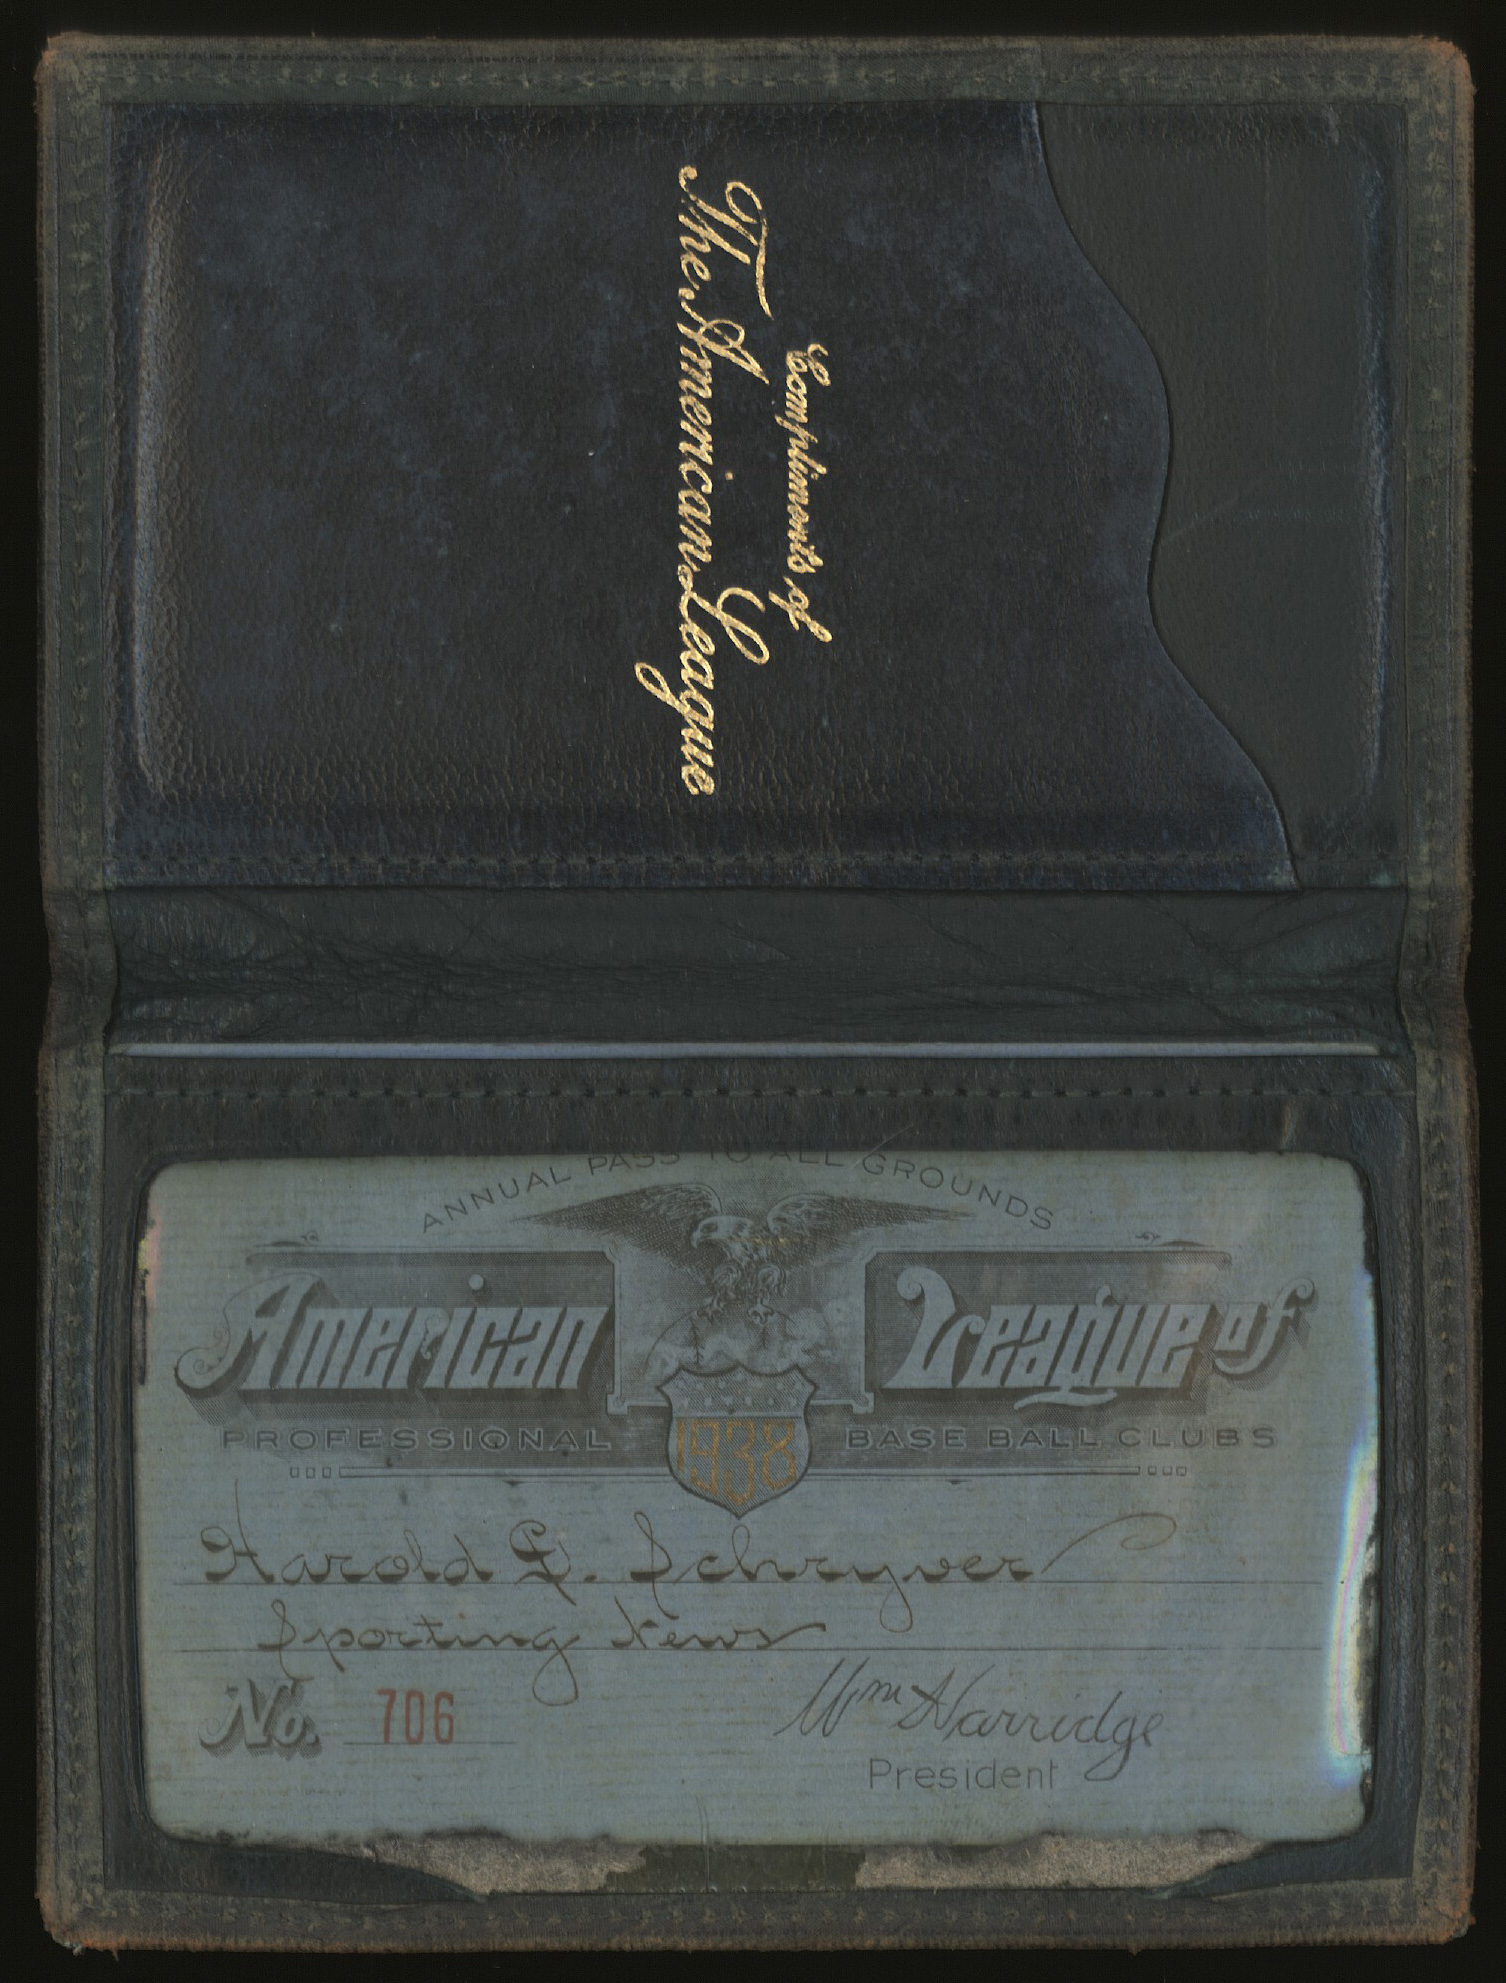 Compliments of
The American League
ANNUAL PASS TO ALL GROUNDS
American League of
PROFESSIONAL BASE BALL CLUBS
1938
Harold G. Schryver
Sporting News
No. 706
Wm Harridge
President